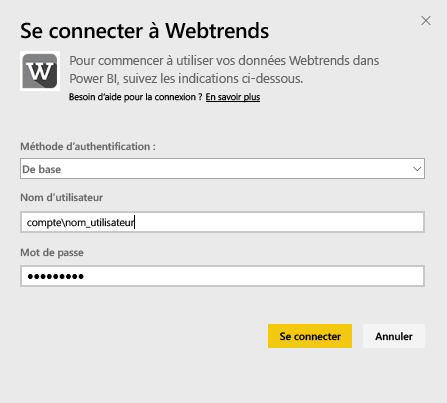 Se connecter à Webtrends
W
Pour commencer à utiliser vos données Webtrends dans
Power BI, suivez les indications ci-dessous.
Besoin d'aide pour la connexion ? En savoir plus
Méthode d'authentification :
De base
Nom d'utilisateur
compte\nom_utilisateur
Mot de passe
●●●●●●●●●
Se connecter Annuler